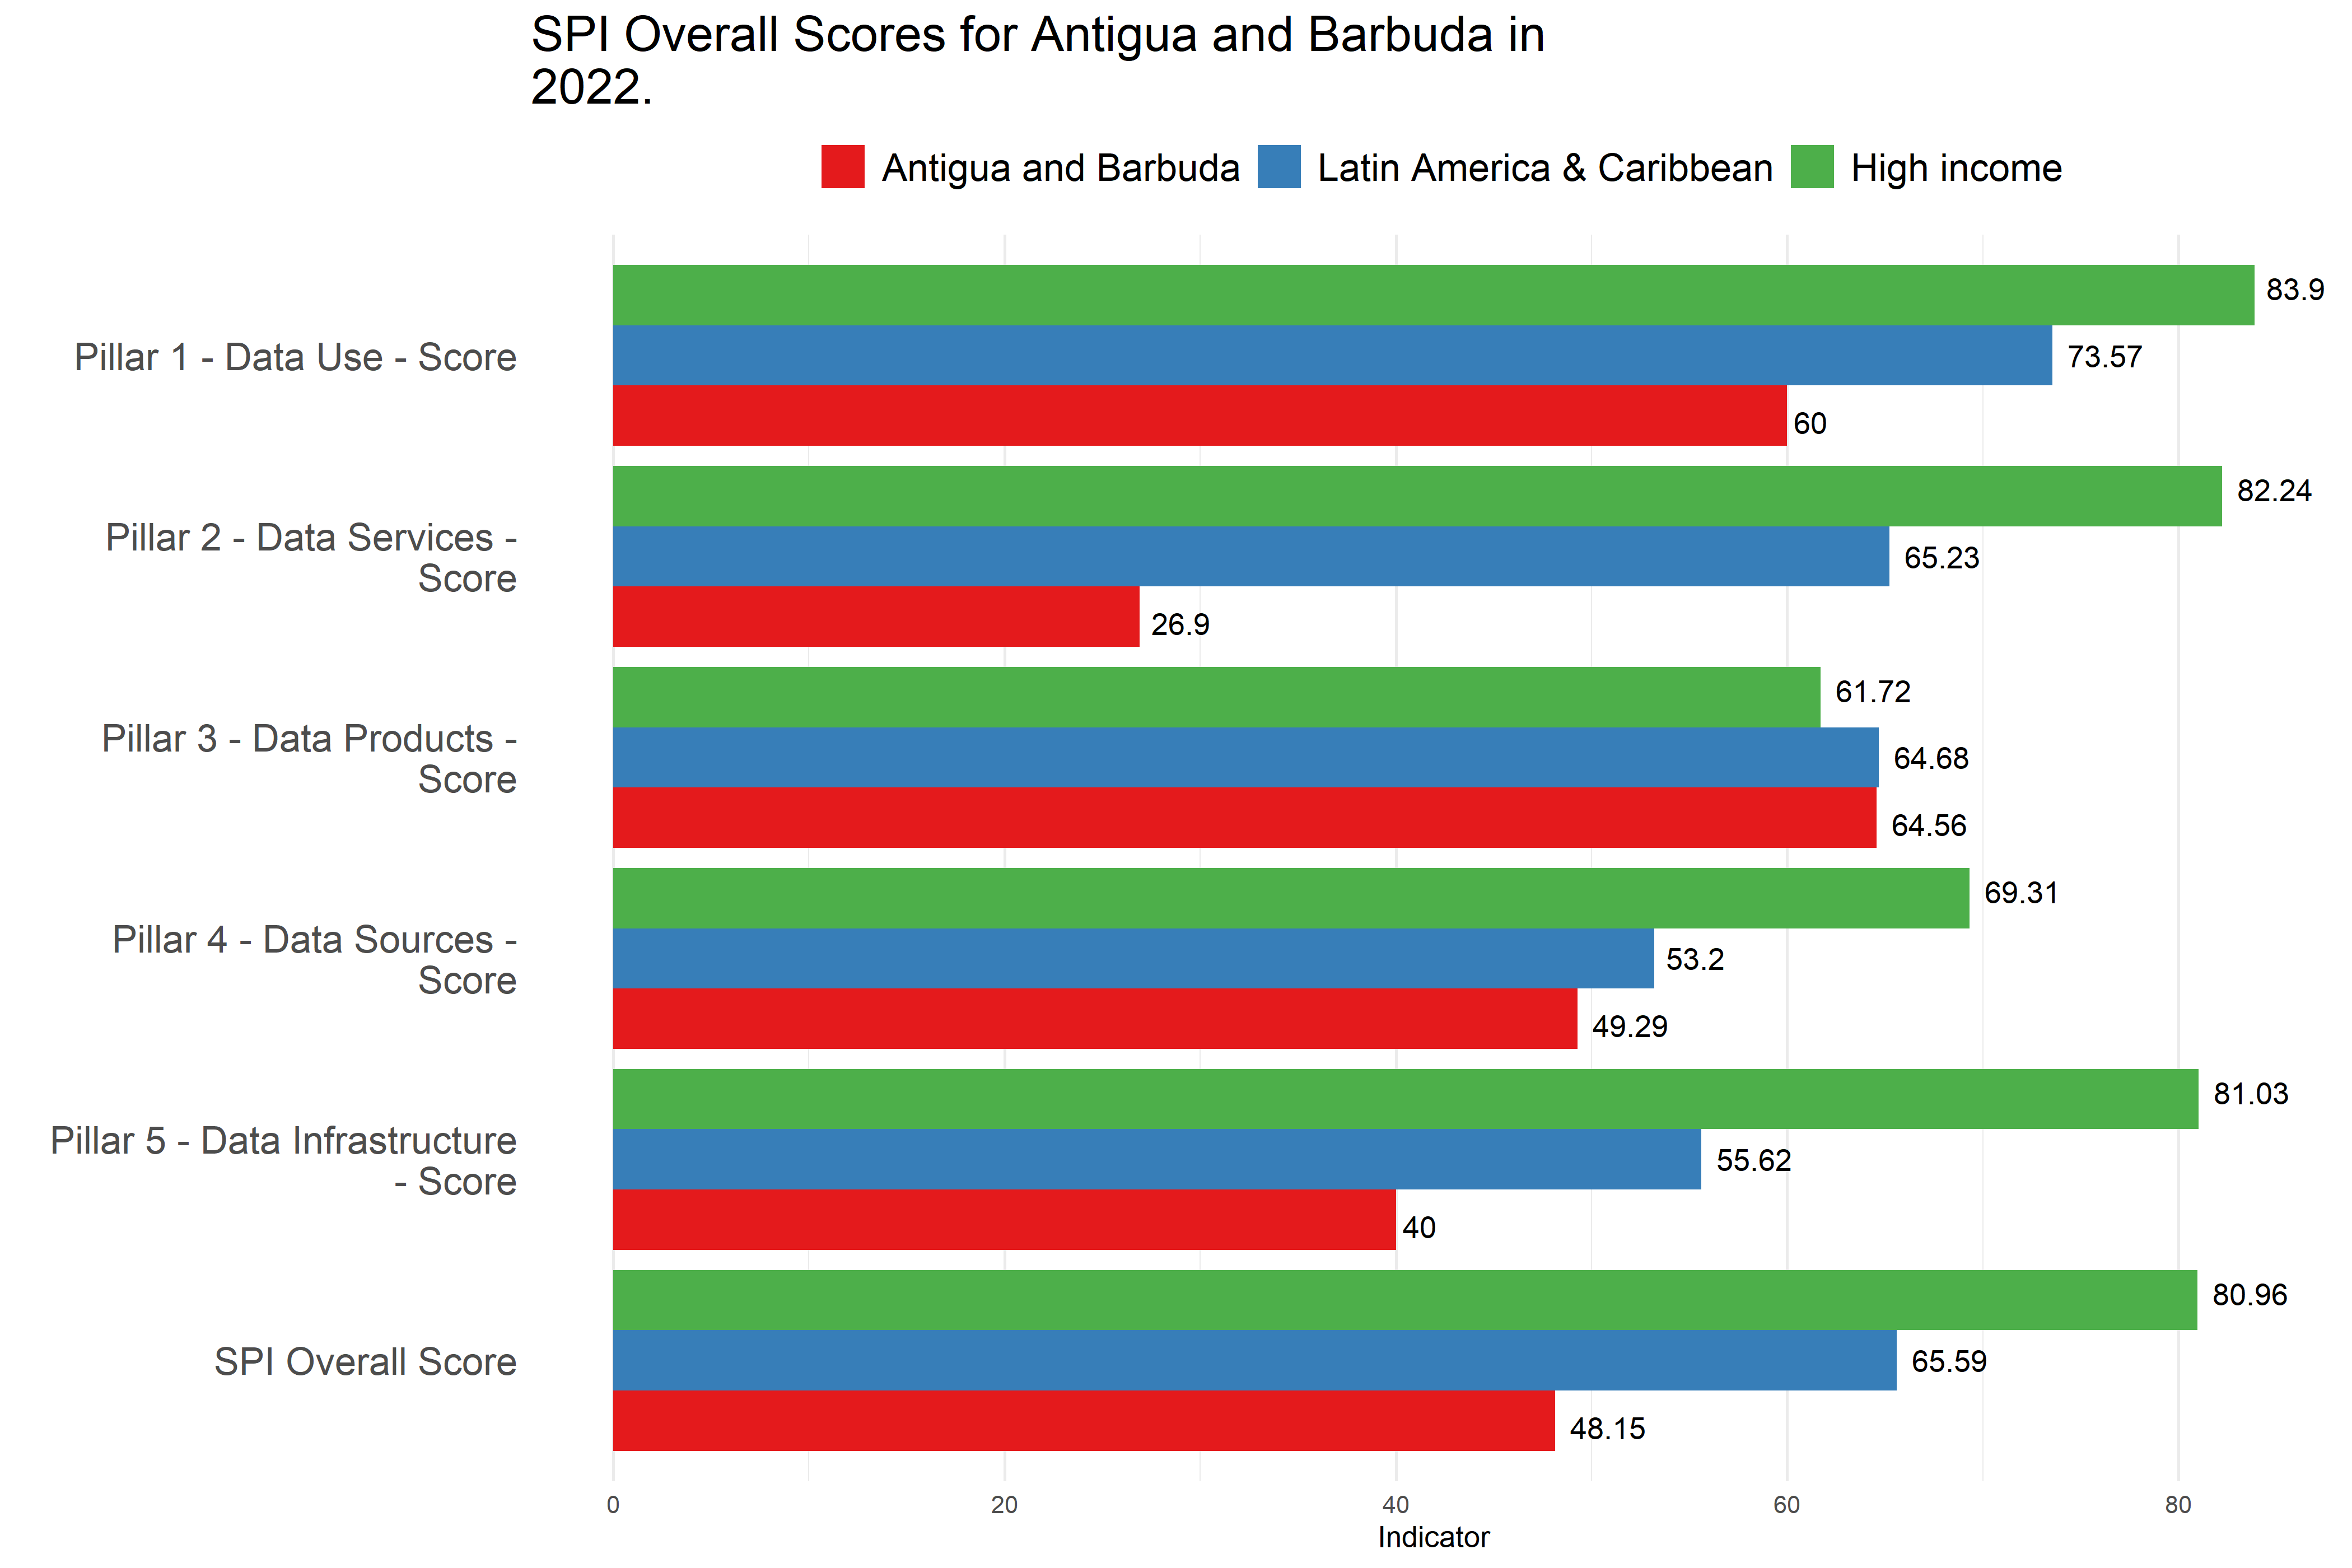 SPI Overall Scores for Antigua and Barbuda in
2022.
Antigua and Barbuda Latin America & Caribbean High income
Pillar 1 - Data Use - Score
83.9
73.57
60
Pillar 2 - Data Services -
Score
82.24
65.23
26.9
Pillar 3 - Data Products -
Score
61.72
64.68
64.56
Pillar 4 - Data Sources -
Score
69.31
53.2
49.29
Pillar 5 - Data Infrastructure
- Score
81.03
55.62
40
SPI Overall Score
80.96
65.59
48.15
0 20 40 60 80
Indicator